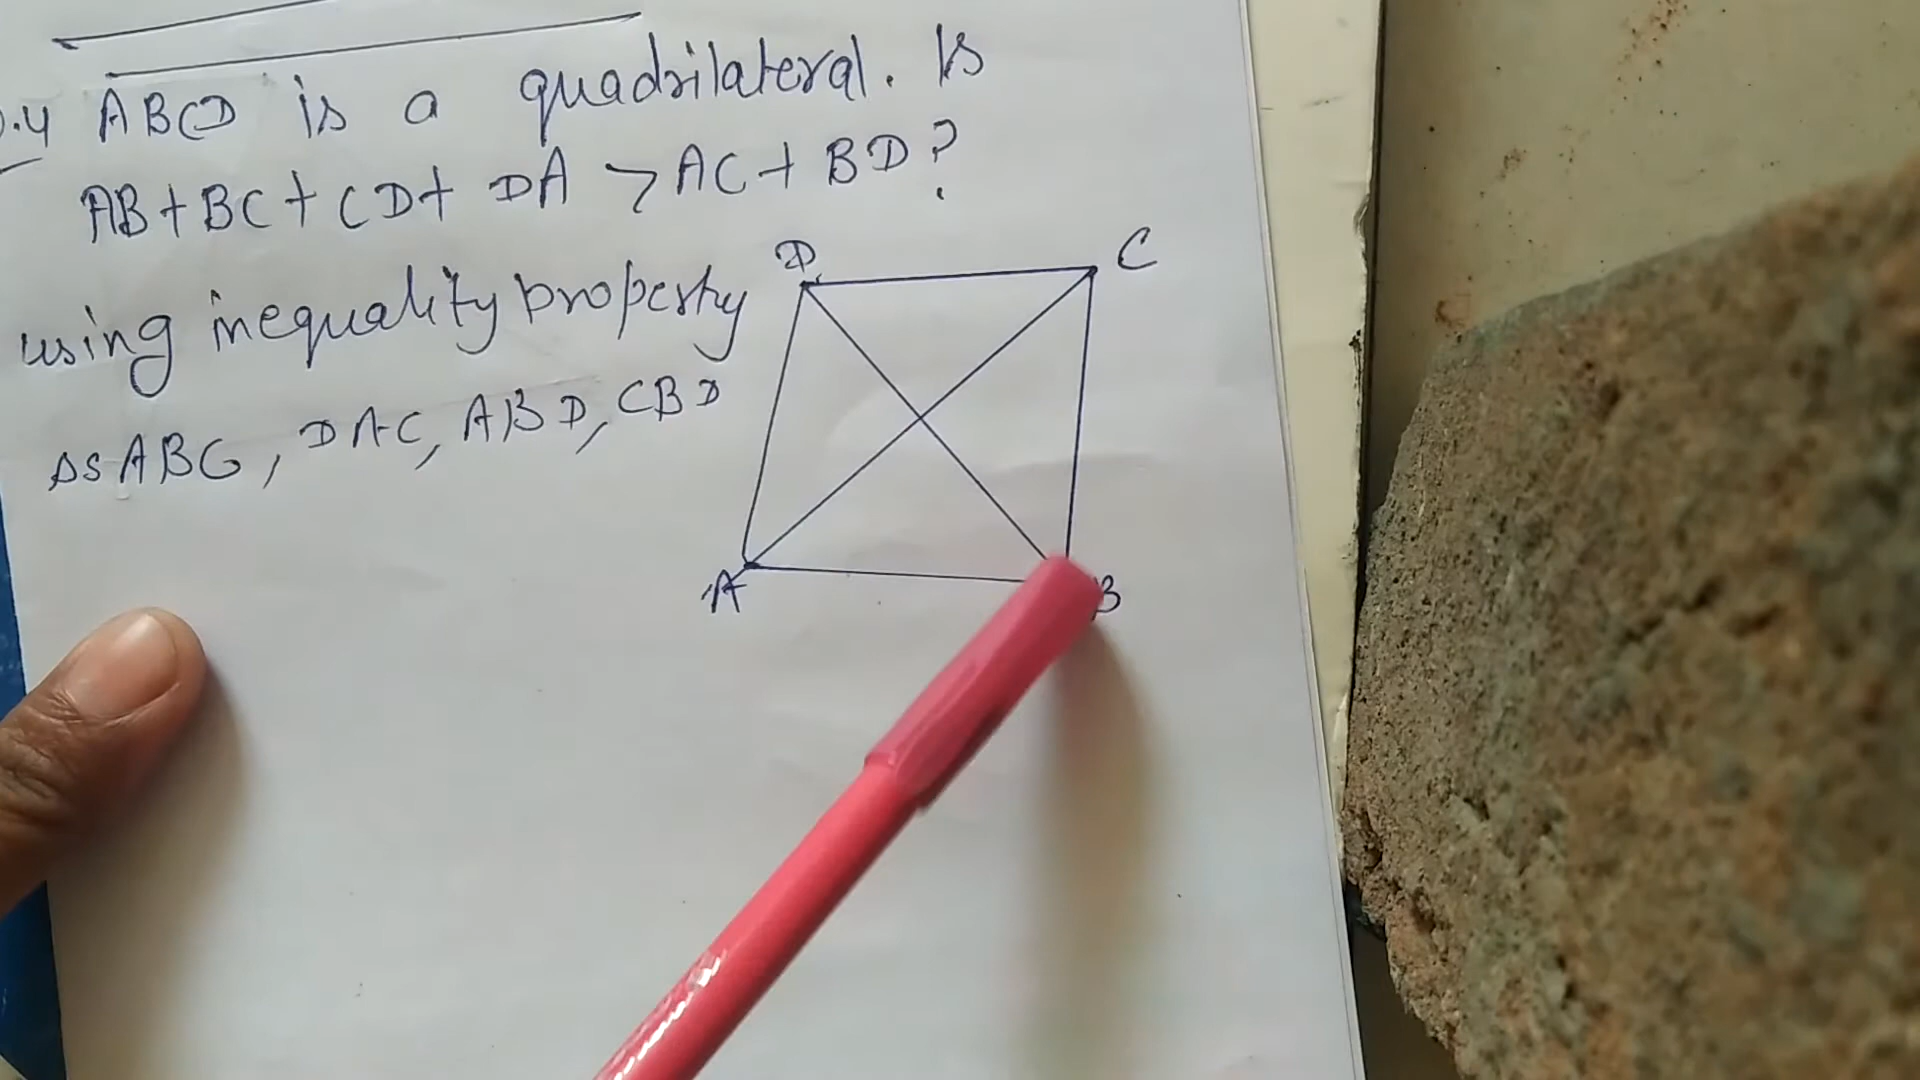 .4 ABCD is a quadrilateral. Is
AB+BC+CD+ DA > AC+ BD?
using inequality property
Δs ABC, DAC, ABD, CBD
D
C
A
B